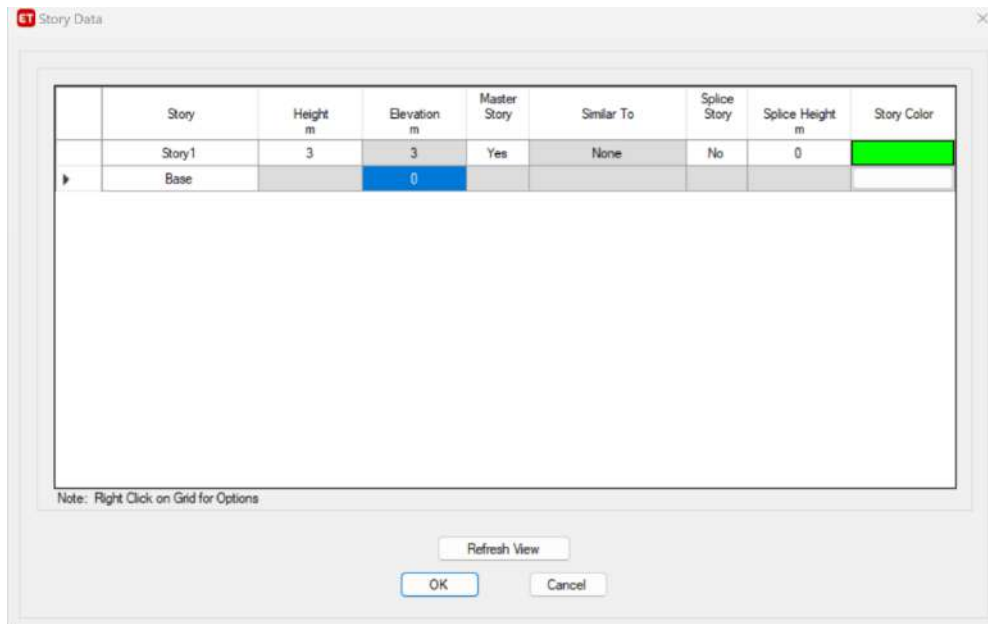 ET Story Data
Story Height m Elevation m Master Story Similar To Splice Story Splice Height m Story Color
Story1 3 3 Yes None No 0
Base 0
Note: Right Click on Grid for Options
Refresh View
OK Cancel